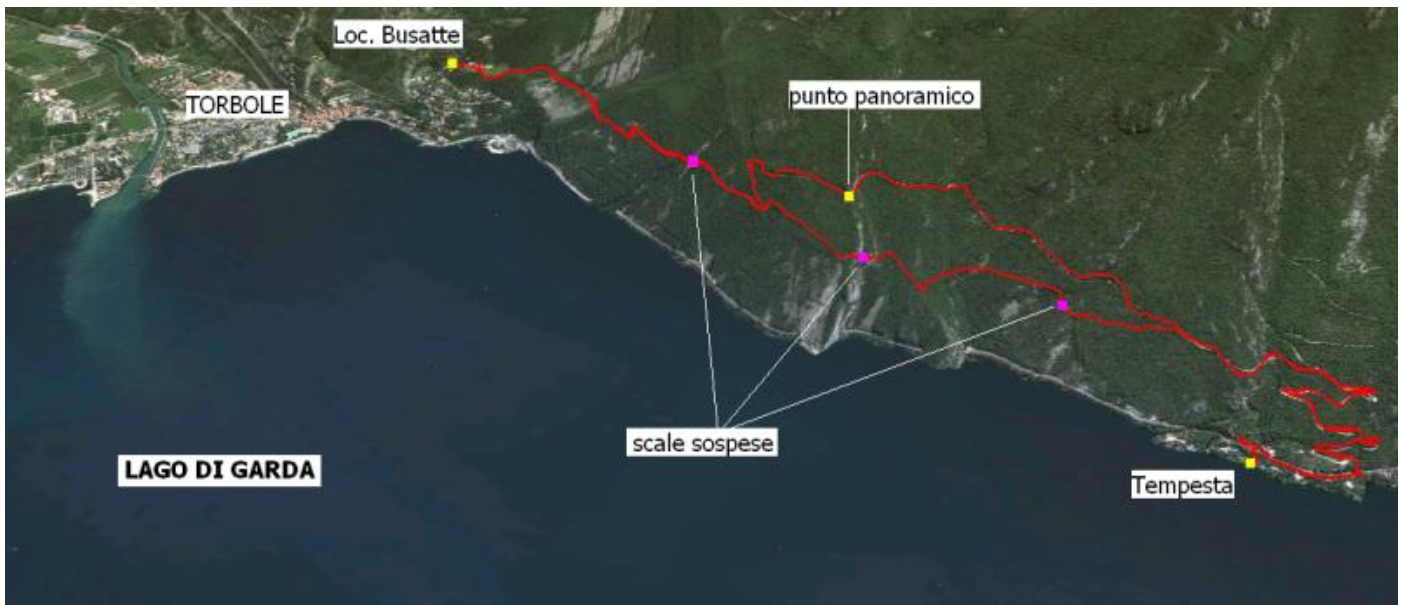 Loc. Busatte
punto panoramico
TORBOLE
scale sospese
LAGO DI GARDA
Tempesta